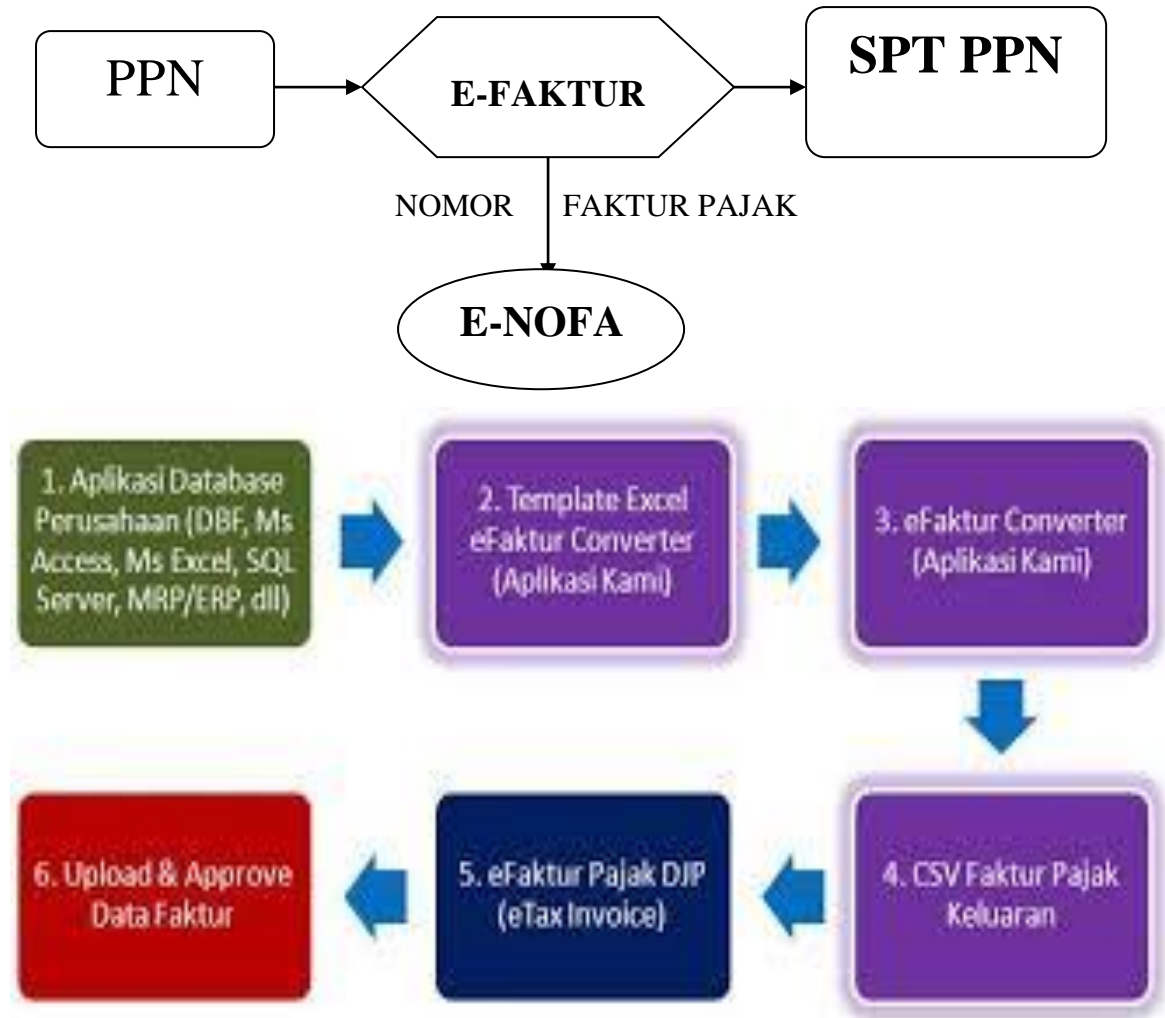 PPN
E-FAKTUR
SPT PPN
NOMOR FAKTUR PAJAK
E-NOFA
1. Aplikasi Database
Perusahaan (DBF, Ms
Access, Ms Excel, SQL
Server, MRP/ERP, dll)
2. Template Excel
eFaktur Converter
(Aplikasi Kami)
3. eFaktur Converter
(Aplikasi Kami)
4. CSV Faktur Pajak
Keluaran
5. eFaktur Pajak DJP
(eTax Invoice)
6. Upload & Approve
Data Faktur